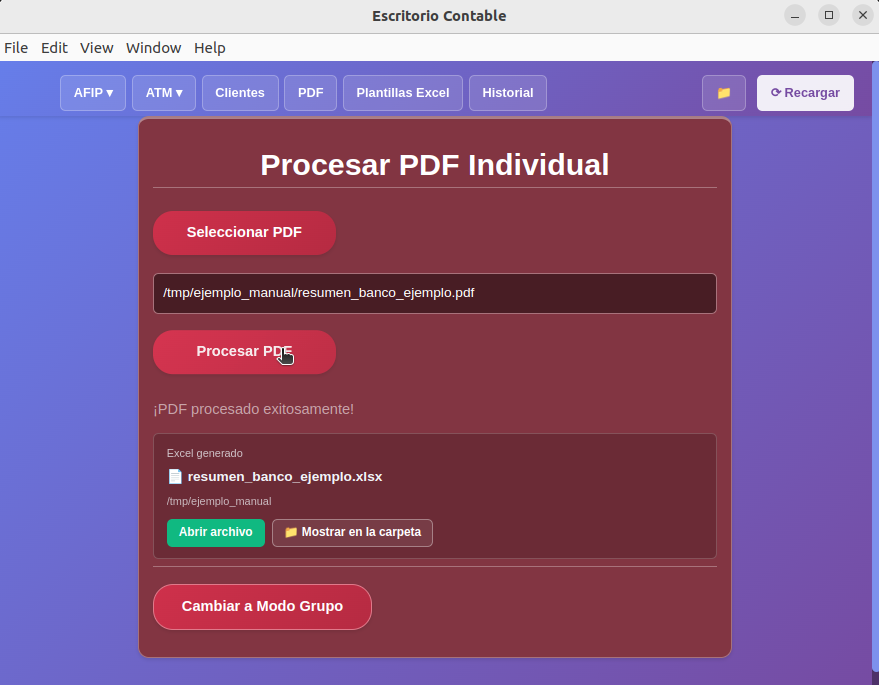 Escritorio Contable
File Edit View Window Help
AFIP ▾ ATM ▾ Clientes PDF Plantillas Excel Historial ⟳ Recargar
Procesar PDF Individual
Seleccionar PDF
/tmp/ejemplo_manual/resumen_banco_ejemplo.pdf
Procesar PDF
¡PDF procesado exitosamente!
Excel generado
resumen_banco_ejemplo.xlsx
/tmp/ejemplo_manual
Abrir archivo Mostrar en la carpeta
Cambiar a Modo Grupo